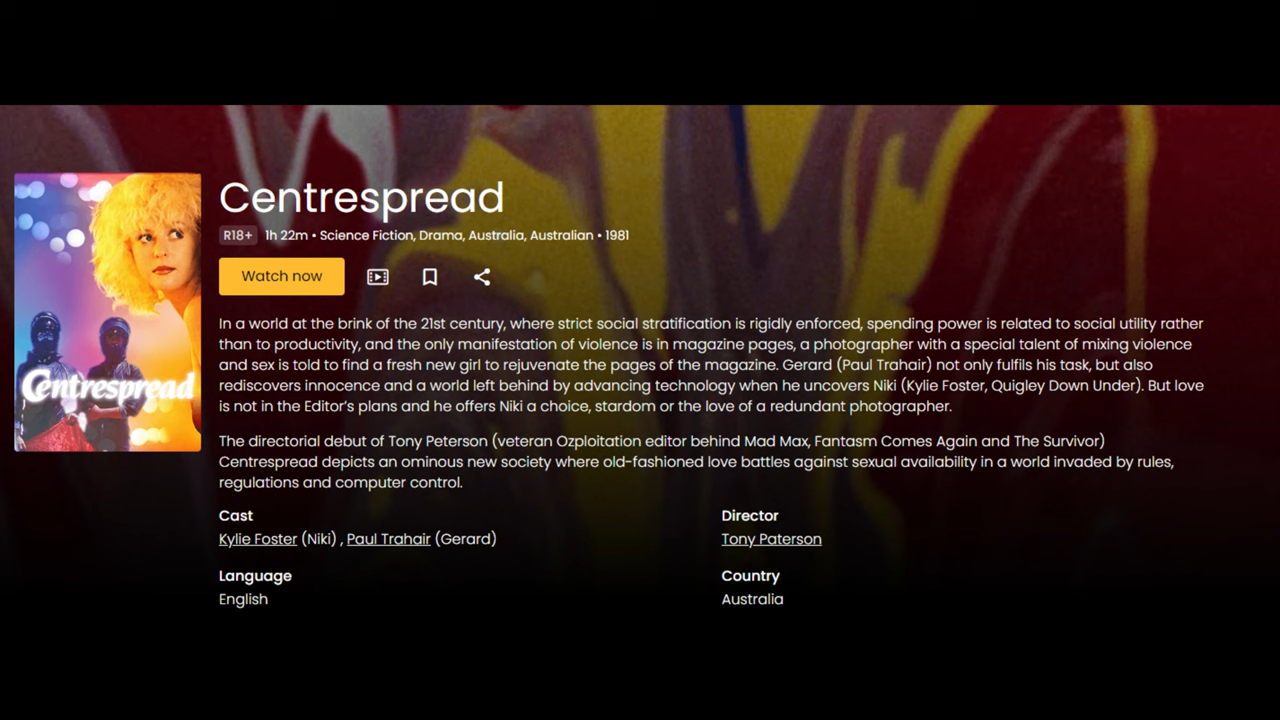 Centrespread
Centrespread
R18+ 1h 22m • Science Fiction, Drama, Australia, Australian • 1981
Watch now
In a world at the brink of the 21st century, where strict social stratification is rigidly enforced, spending power is related to social utility rather
than to productivity, and the only manifestation of violence is in magazine pages, a photographer with a special talent of mixing violence
and sex is told to find a fresh new girl to rejuvenate the pages of the magazine. Gerard (Paul Trahair) not only fulfils his task, but also
rediscovers innocence and a world left behind by advancing technology when he uncovers Niki (Kylie Foster, Quigley Down Under). But love
is not in the Editor's plans and he offers Niki a choice, stardom or the love of a redundant photographer.
The directorial debut of Tony Peterson (veteran Ozploitation editor behind Mad Max, Fantasm Comes Again and The Survivor)
Centrespread depicts an ominous new society where old-fashioned love battles against sexual availability in a world invaded by rules,
regulations and computer control.
Cast
Kylie Foster (Niki) , Paul Trahair (Gerard)
Director
Tony Paterson
Language
English
Country
Australia